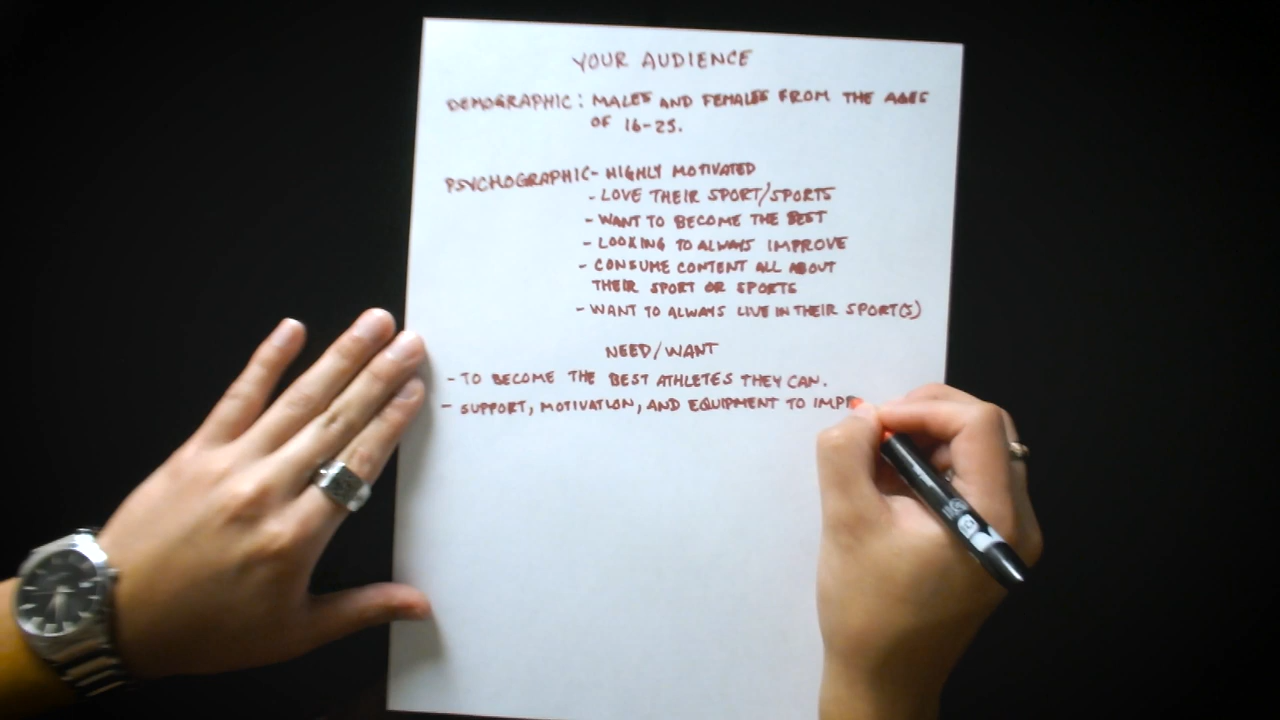 YOUR AUDIENCE
DEMOGRAPHIC: MALES AND FEMALES FROM THE AGES
OF 16-25.
PSYCHOGRAPHIC- HIGHLY MOTIVATED
- LOVE THEIR SPORT/SPORTS
- WANT TO BECOME THE BEST
- LOOKING TO ALWAYS IMPROVE
- CONSUME CONTENT ALL ABOUT
THEIR SPORT OR SPORTS
- WANT TO ALWAYS LIVE IN THEIR SPORT(S)
NEED/WANT
- TO BECOME THE BEST ATHLETES THEY CAN.
- SUPPORT, MOTIVATION, AND EQUIPMENT TO IMPR